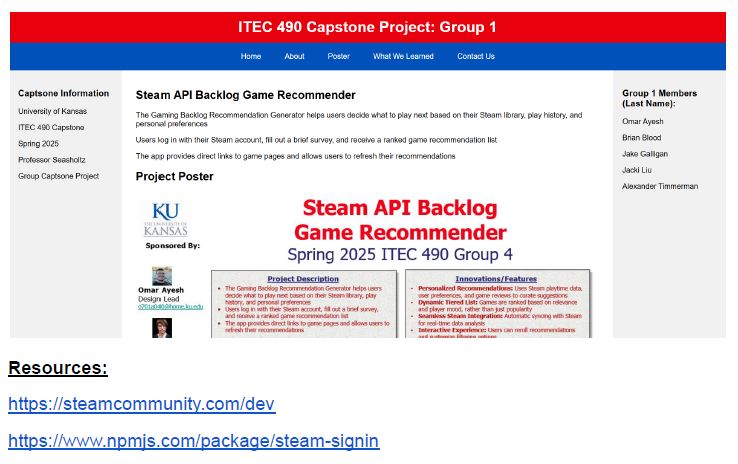 ITEC 490 Capstone Project: Group 1
Home About Poster What We Learned Contact Us
Captsone Information
University of Kansas
ITEC 490 Capstone
Spring 2025
Professor Seasholtz
Group Captsone Project
Steam API Backlog Game Recommender
The Gaming Backlog Recommendation Generator helps users decide what to play next based on their Steam library, play history, and
personal preferences
Users log in with their Steam account, fill out a brief survey, and receive a ranked game recommendation list
The app provides direct links to game pages and allows users to refresh their recommendations
Project Poster
KU
THE UNIVERSITY OF
KANSAS
Sponsored By:
Omar Ayesh
Design Lead
Steam API Backlog
Game Recommender
Spring 2025 ITEC 490 Group 4
Project Description
• The Gaming Backlog Recommendation Generator helps users
decide what to play next based on their Steam library, play
history, and personal preferences
• Users log in with their Steam account, fill out a brief survey,
and receive a ranked game recommendation list
• The app provides direct links to game pages and allows users to
refresh their recommendations
Innovations/Features
• Personalized Recommendations: Uses Steam playtime data,
user preferences, and game reviews to curate suggestions
• Dynamic Tiered List: Games are ranked based on relevance
and player mood, rather than just popularity
• Seamless Steam Integration: Automatic syncing with Steam
for real-time data analysis
• Interactive Experience: Users can reroll recommendations
Group 1 Members
(Last Name):
Omar Ayesh
Brian Blood
Jake Galligan
Jacki Liu
Alexander Timmerman
Resources:
https://steamcommunity.com/dev
https://www.npmjs.com/package/steam-signin